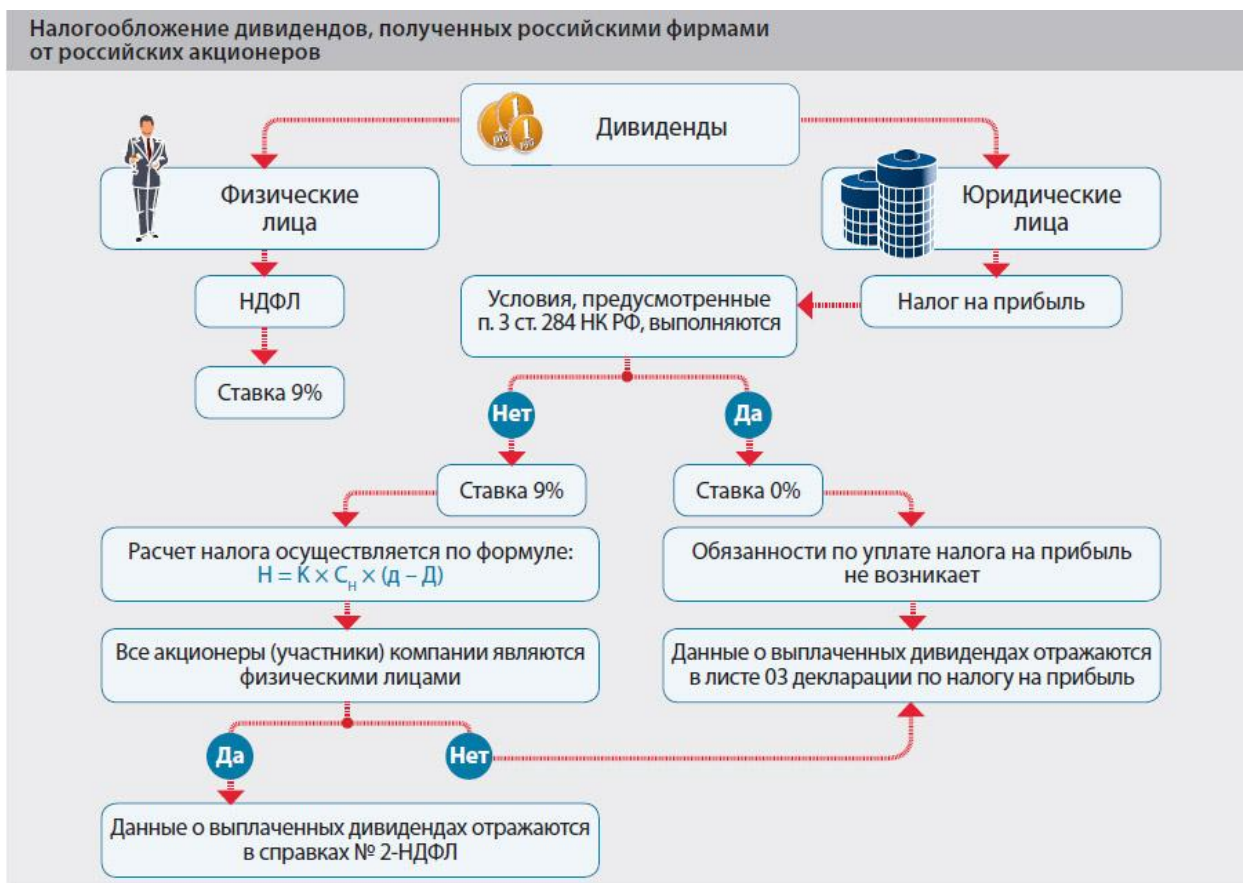 Налогообложение дивидендов, полученных российскими фирмами
от российских акционеров
Дивиденды
Физические
лица
Юридические
лица
НДФЛ
Условия, предусмотренные
п. 3 ст. 284 НК РФ, выполняются
Налог на прибыль
Ставка 9%
Нет
Да
Ставка 9%
Ставка 0%
Расчет налога осуществляется по формуле:
Н = К × Сн × (д – Д)
Обязанности по уплате налога на прибыль
не возникает
Все акционеры (участники) компании являются
физическими лицами
Данные о выплаченных дивидендах отражаются
в листе 03 декларации по налогу на прибыль
Да
Нет
Данные о выплаченных дивидендах отражаются
в справках № 2-НДФЛ